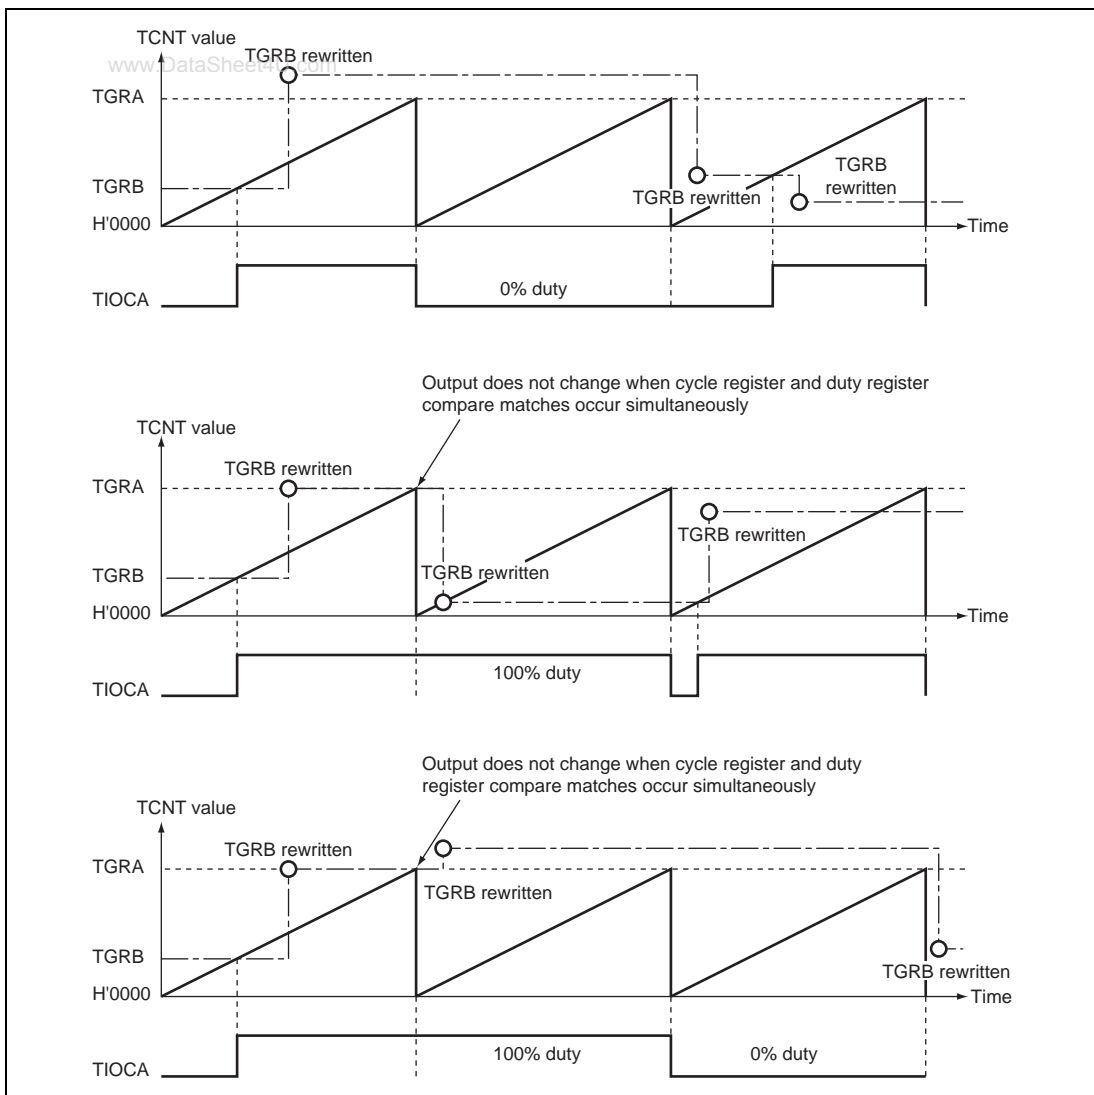 TCNT value
TGRB rewritten
www.DataSheet4U.com
TGRA
TGRB
TGRB rewritten
TGRB
rewritten
H'0000
Time
TIOCA
0% duty
Output does not change when cycle register and duty register
compare matches occur simultaneously
TCNT value
TGRB rewritten
TGRA
TGRB rewritten
TGRB
TGRB rewritten
H'0000
Time
TIOCA
100% duty
Output does not change when cycle register and duty
register compare matches occur simultaneously
TCNT value
TGRB rewritten
TGRA
TGRB rewritten
TGRB
TGRB rewritten
H'0000
Time
TIOCA
100% duty
0% duty